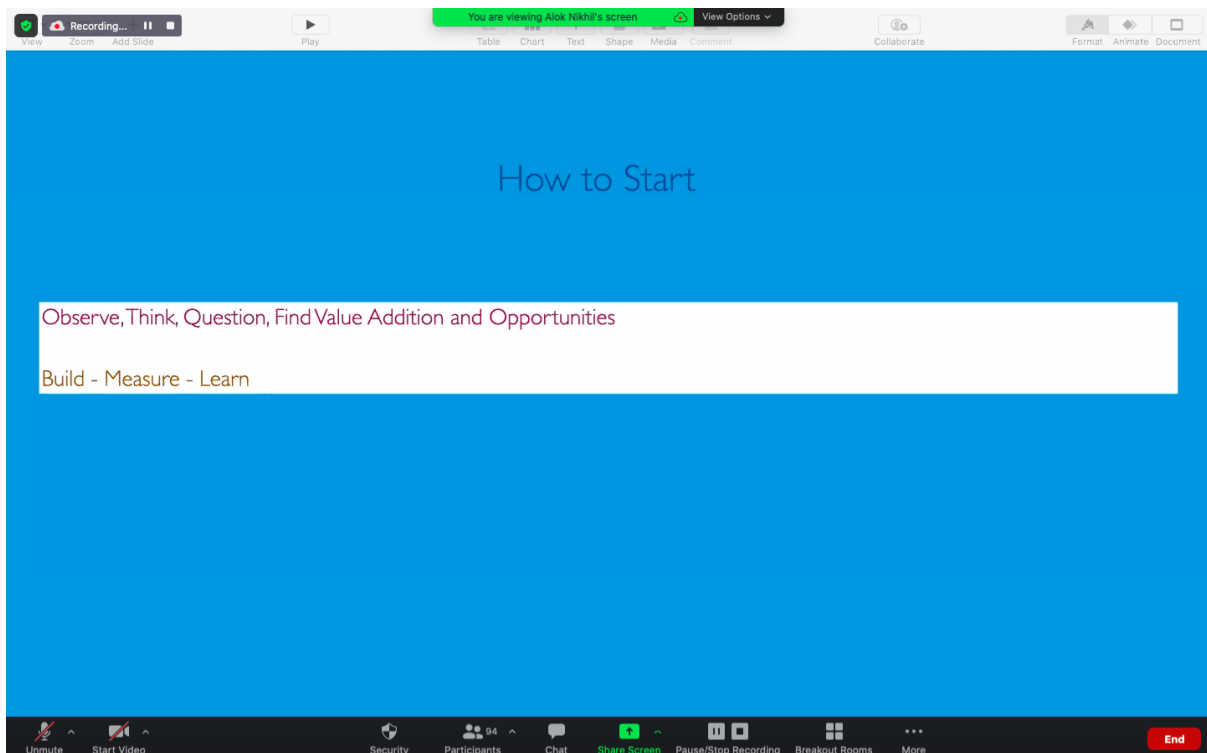 Recording...
You are viewing Alok Nikhil's screen
View Options
View Zoom Add Slide
Play
Table Chart Text Shape Media Comment
Collaborate
Format Animate Document
How to Start
Observe, Think, Question, Find Value Addition and Opportunities
Build - Measure - Learn
94
Unmute Start Video Security Participants Chat Share Screen Pause/Stop Recording Breakout Rooms More
End